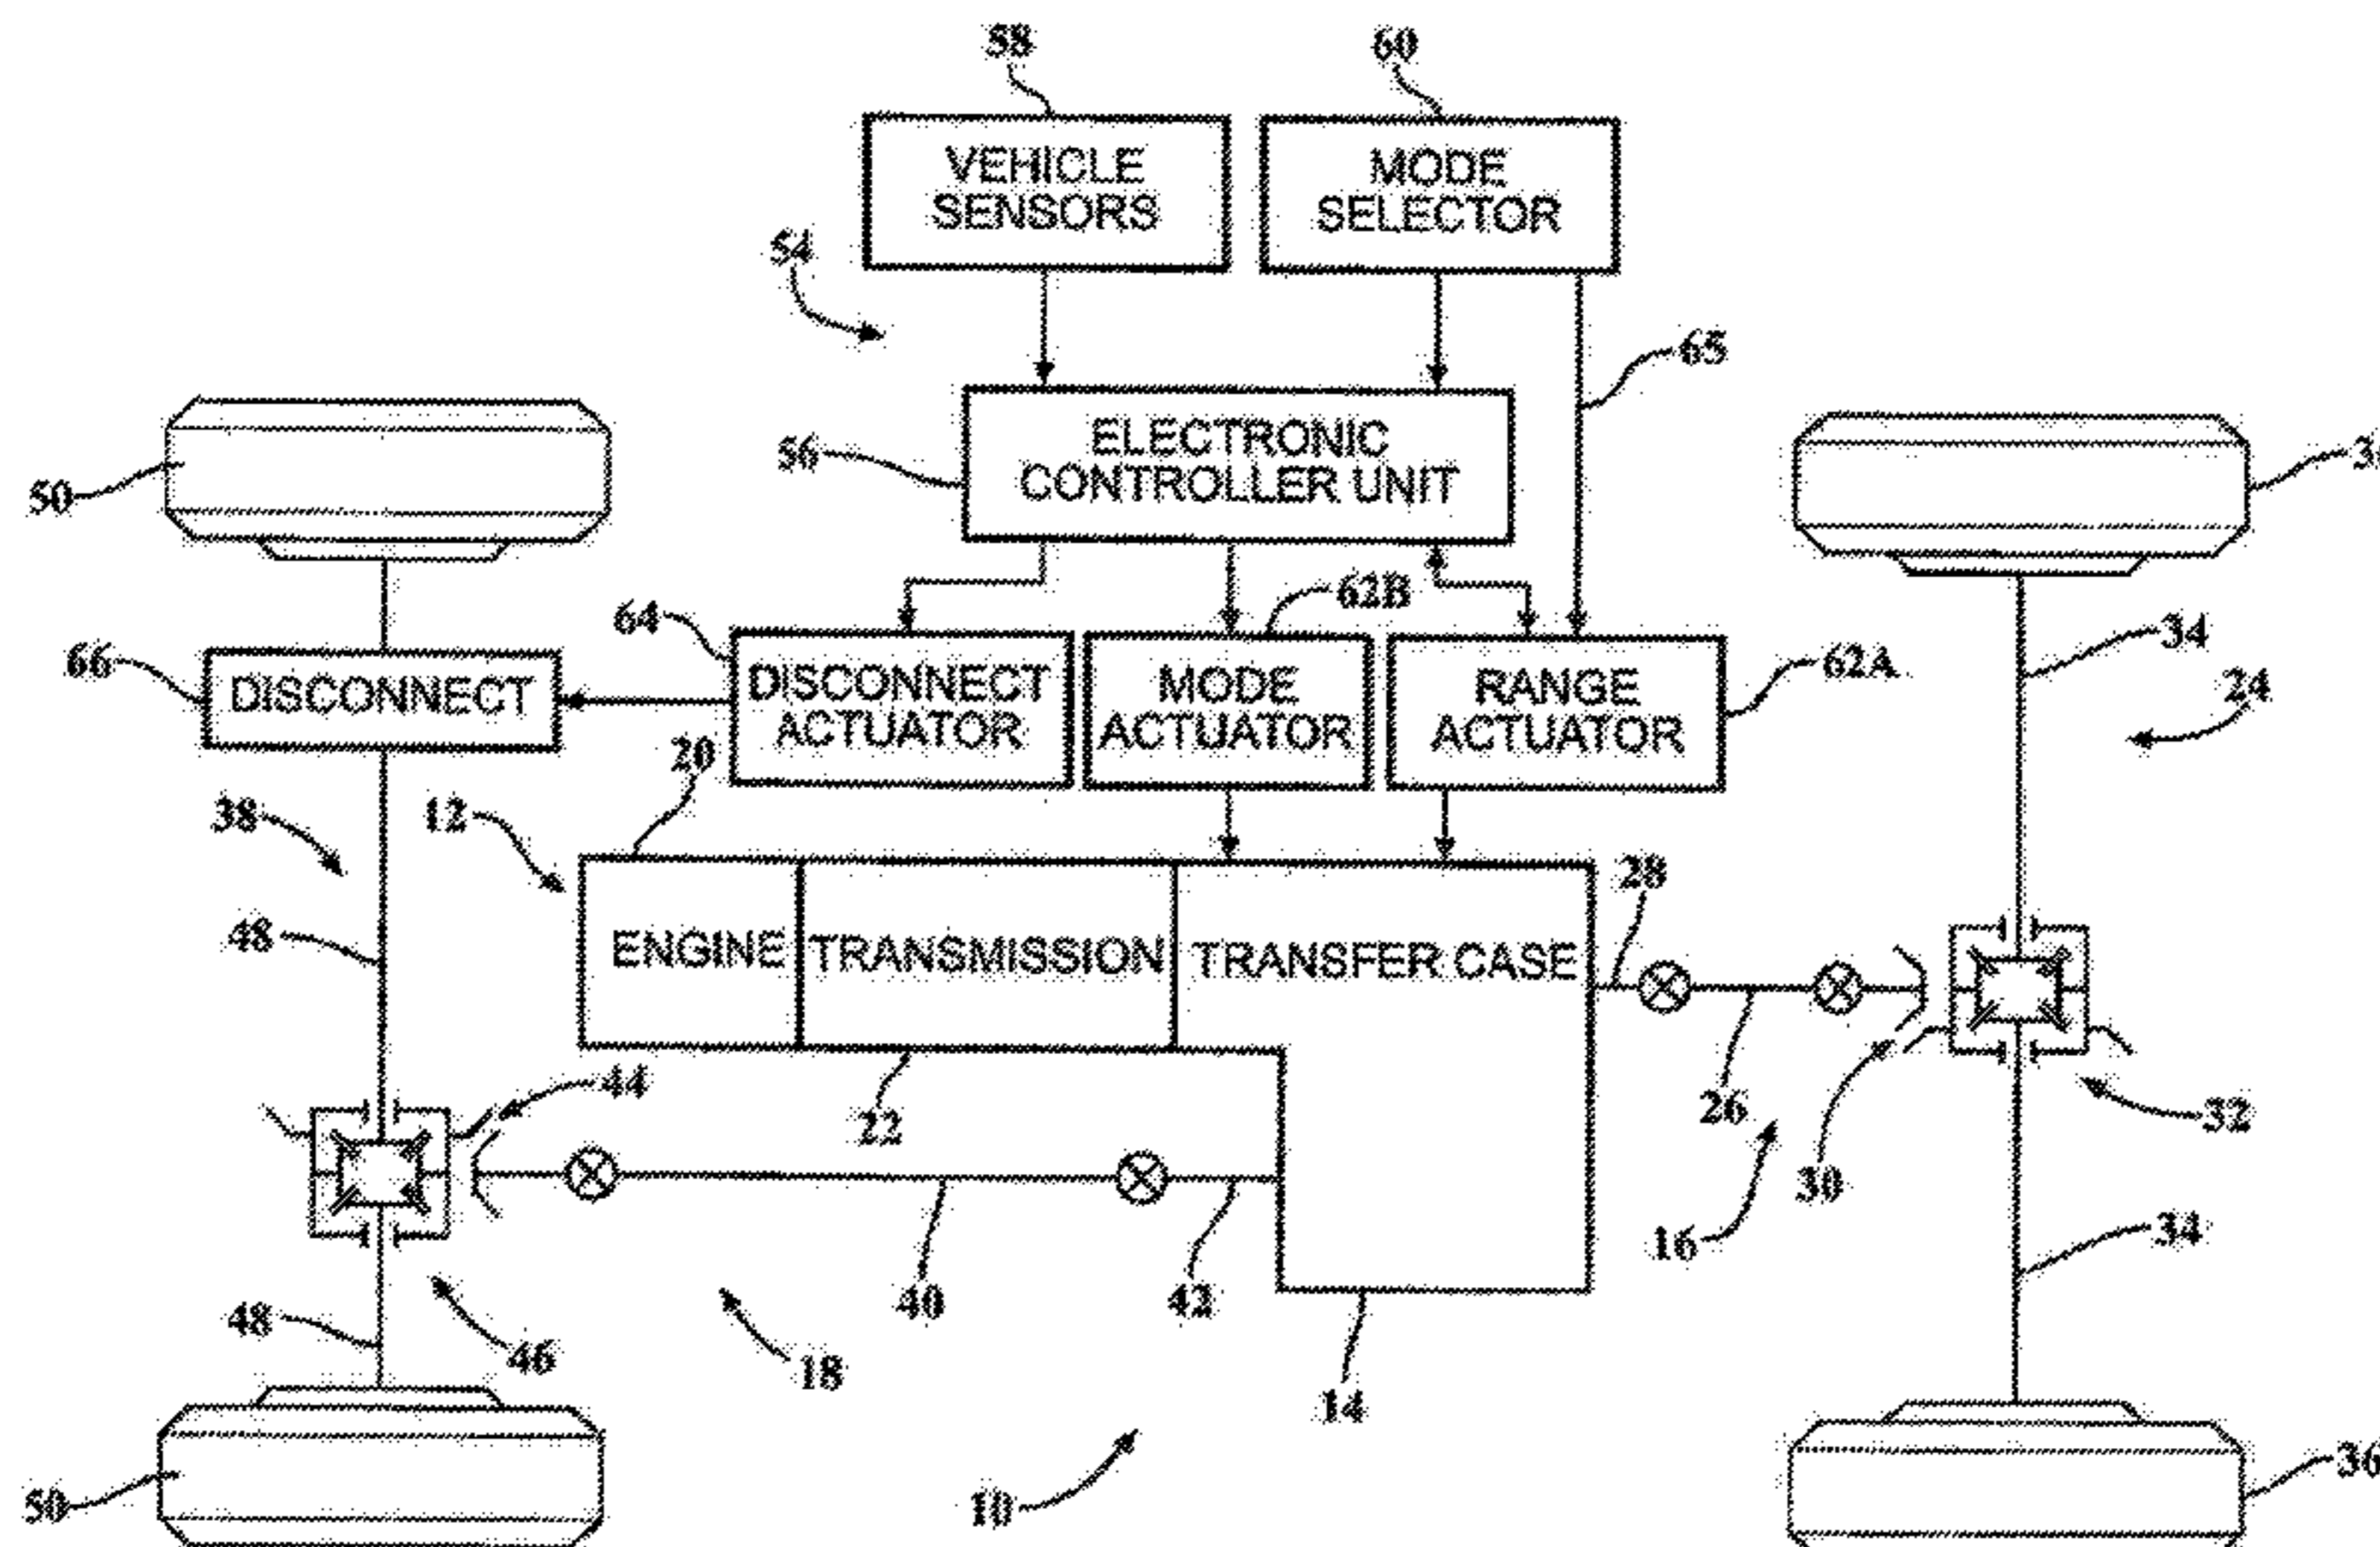 58
60
VEHICLE
SENSORS
MODE
SELECTOR
54
65
ELECTRONIC
CONTROLLER UNIT
56
50
34
24
62B
64
66
DISCONNECT
DISCONNECT
ACTUATOR
MODE
ACTUATOR
RANGE
ACTUATOR
62A
20
38
12
28
48
ENGINE
TRANSMISSION
TRANSFER CASE
44
22
26
30
32
16
34
40
42
48
46
18
14
10
50
36